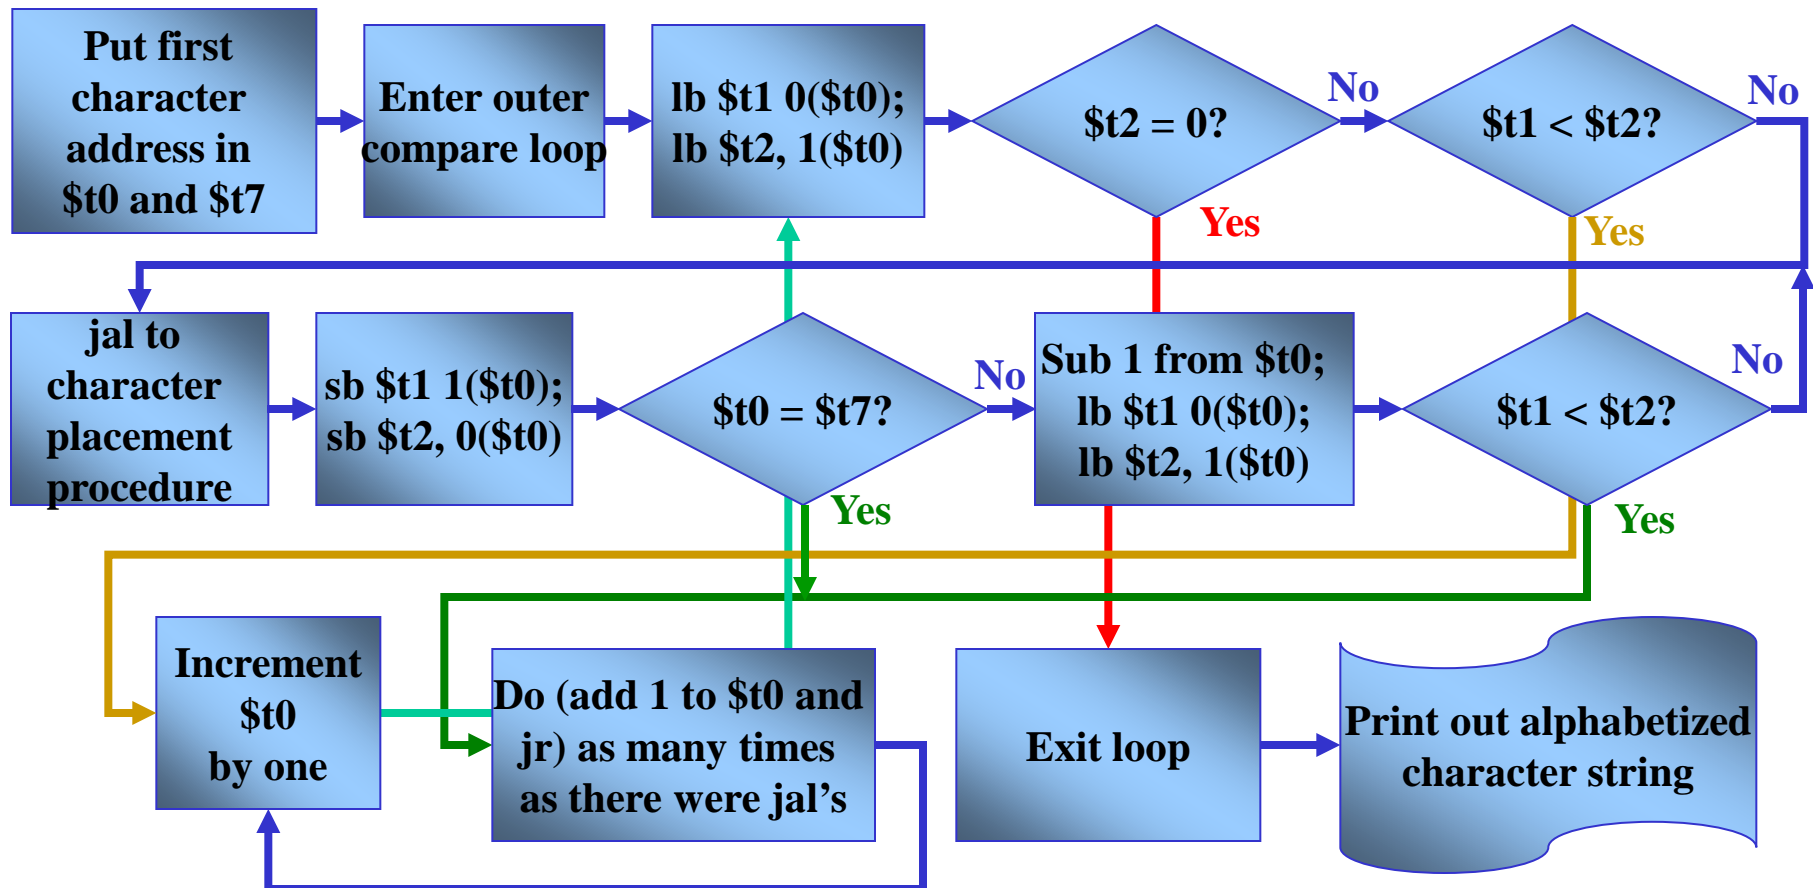 Put first
character
address in
$t0 and $t7
Enter outer
compare loop
lb $t1 0($t0);
lb $t2, 1($t0)
$t2 = 0?
No
Yes
$t1 < $t2?
No
Yes
jal to
character
placement
procedure
sb $t1 1($t0);
sb $t2, 0($t0)
$t0 = $t7?
No
Yes
Sub 1 from $t0;
lb $t1 0($t0);
lb $t2, 1($t0)
$t1 < $t2?
No
Yes
Increment
$t0
by one
Do (add 1 to $t0 and
jr) as many times
as there were jal’s
Exit loop
Print out alphabetized
character string